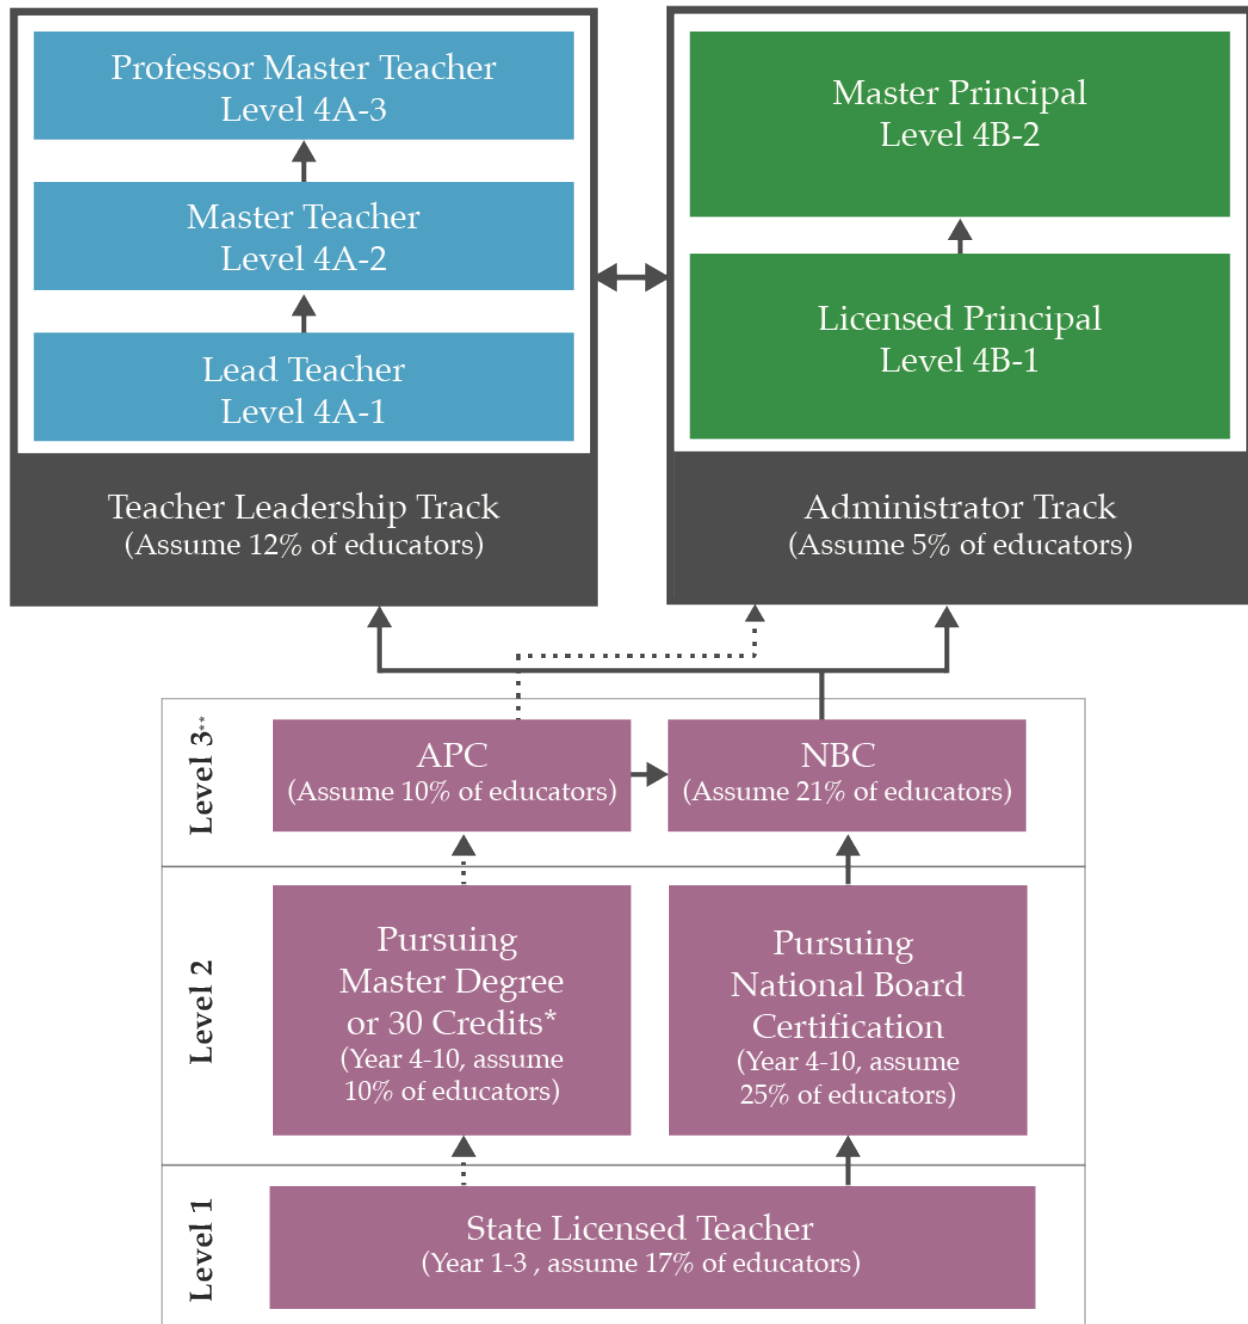 Professor Master Teacher
Level 4A-3
Master Teacher
Level 4A-2
Lead Teacher
Level 4A-1
Teacher Leadership Track
(Assume 12% of educators)
Master Principal
Level 4B-2
Licensed Principal
Level 4B-1
Administrator Track
(Assume 5% of educators)
Level 3**
APC
(Assume 10% of educators)
NBC
(Assume 21% of educators)
Level 2
Pursuing
Master Degree
or 30 Credits*
(Year 4-10, assume
10% of educators)
Pursuing
National Board
Certification
(Year 4-10, assume
25% of educators)
Level 1
State Licensed Teacher
(Year 1-3 , assume 17% of educators)